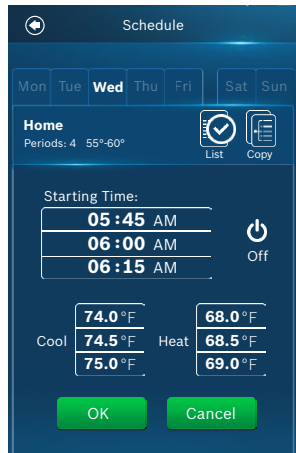 Schedule
Mon Tue Wed Thu Fri Sat Sun
Home
Periods: 4 55°-60°
List Copy
Starting Time:
05:45 AM
06:00 AM
06:15 AM
Off
74.0°F 68.0°F
Cool 74.5°F Heat 68.5°F
75.0°F 69.0°F
OK Cancel